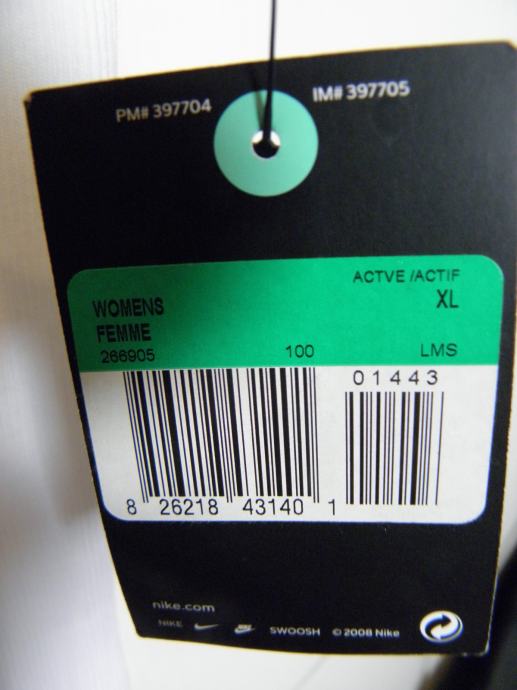 PM# 397704
IM# 397705
ACTVE /ACTIF
XL
WOMENS
FEMME
266905 100 LMS
01443
8 26218 43140 1
nike.com
NIKE SWOOSH © 2008 Nike